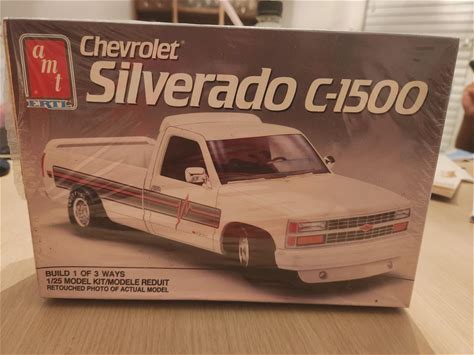 amt
ERTL
Chevrolet
Silverado C-1500
BUILD 1 OF 3 WAYS
1/25 MODEL KIT/MODELE REDUIT
RETOUCHED PHOTO OF ACTUAL MODEL